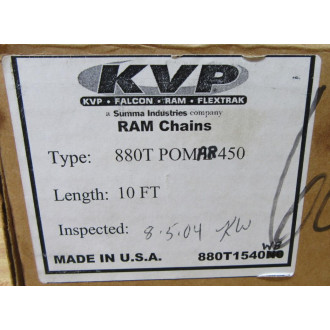 KVP
KVP • FALCON • RAM • FLEXTRAK
a Summa Industries company
RAM Chains
Type: 880T POMAR450
Length: 10 FT
Inspected: 8.5.04 KW
MADE IN U.S.A. 880T1540